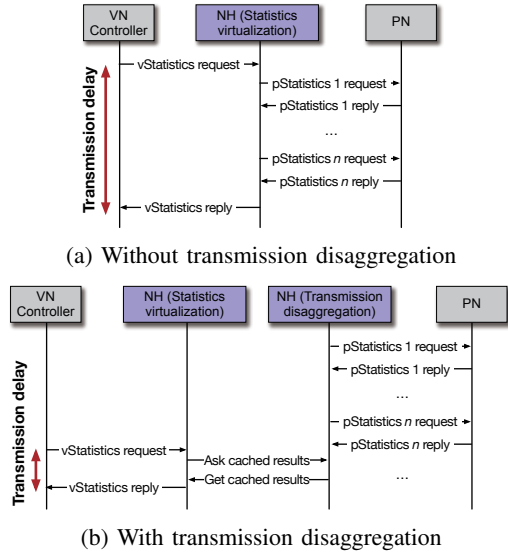 VN
Controller
NH (Statistics
virtualization)
PN
Transmission delay
vStatistics request
pStatistics 1 request
pStatistics 1 reply
...
pStatistics n request
pStatistics n reply
vStatistics reply
(a) Without transmission disaggregation
VN
Controller
NH (Statistics
virtualization)
NH (Transmission
disaggregation)
PN
pStatistics 1 request
pStatistics 1 reply
...
pStatistics n request
pStatistics n reply
Transmission delay
vStatistics request
Ask cached results
Get cached results
...
vStatistics reply
(b) With transmission disaggregation